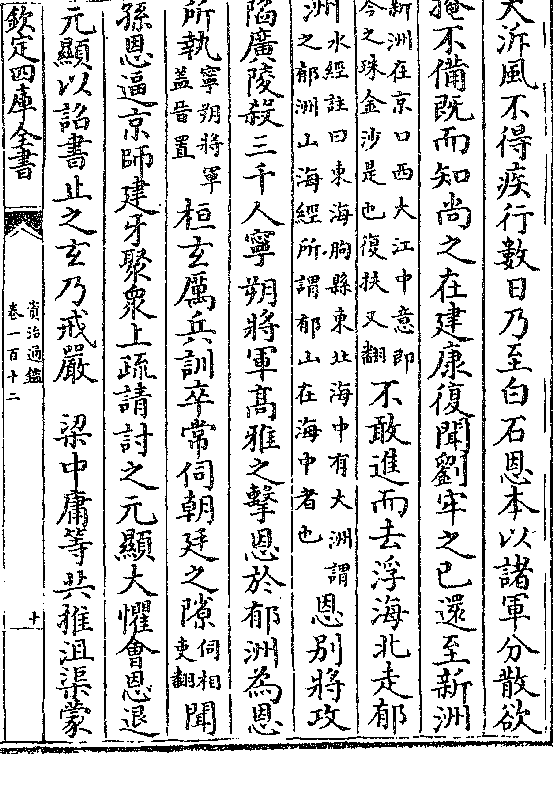 大泝風不得疾行數日乃至白石恩本以諸軍分散欲
掩不備既而知尚之在建康復聞劉牢之已還至新洲
新洲在京口西大江中意即
今之珠金沙是也復扶又翻
不敢進而去浮海北走郁
洲
水經註曰東海朐縣東北海中有大洲謂
之郁洲山海經所謂郁山在海中者也
恩別將攻
陷廣陵殺三千人寧朔將軍髙雅之擊恩於郁洲為恩
所執
寧朔將軍
蓋晉置
桓玄厲兵訓卒常伺朝廷之隙
伺相
吏翻
聞
孫恩逼京師建牙聚衆上疏請討之元顯大懼會恩退
元顯以詔書止之玄乃戒嚴　梁中庸等共推沮渠蒙
欽定四庫全書
資治通鑑
卷一百十二
十